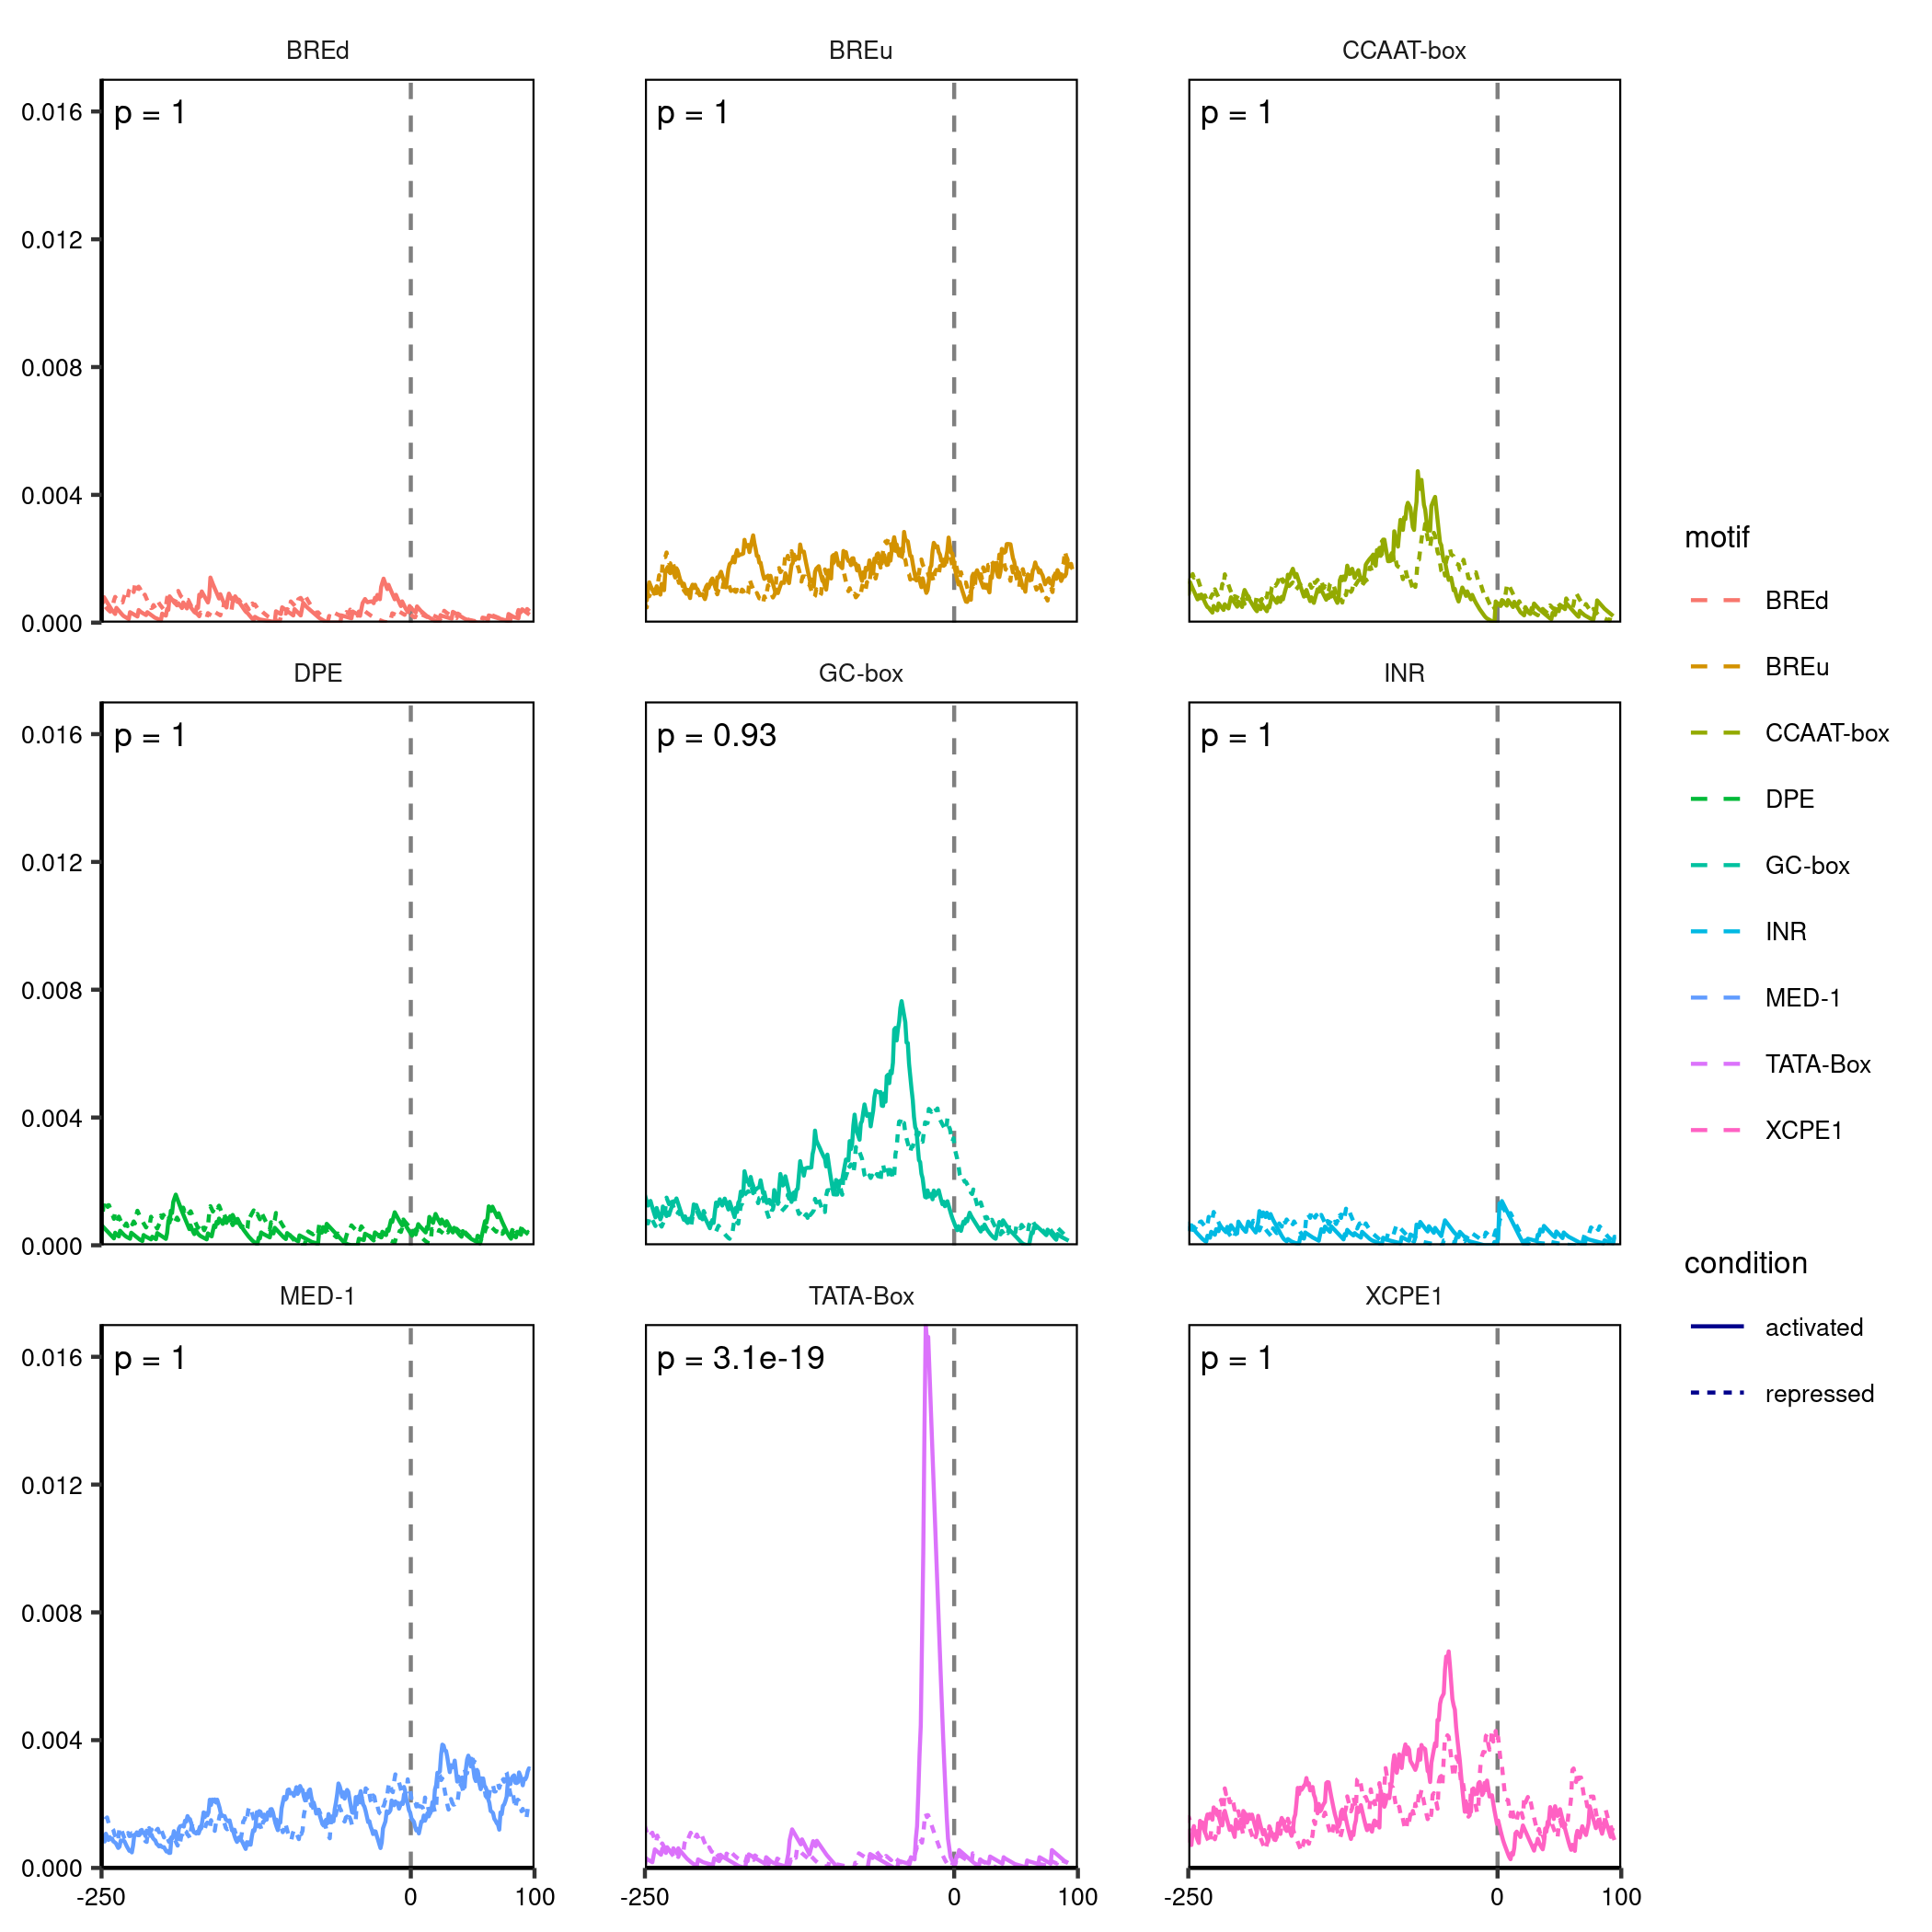 BREd
BREu
CCAAT-box
p = 1
p = 1
p = 1
0.016
0.012
0.008
0.004
0.000
DPE
GC-box
INR
p = 1
p = 0.93
p = 1
0.016
0.012
0.008
0.004
0.000
MED-1
TATA-Box
XCPE1
p = 1
p = 3.1e-19
p = 1
0.016
0.012
0.008
0.004
0.000
-250
0
100
-250
0
100
-250
0
100
motif
BREd
BREu
CCAAT-box
DPE
GC-box
INR
MED-1
TATA-Box
XCPE1
condition
activated
repressed